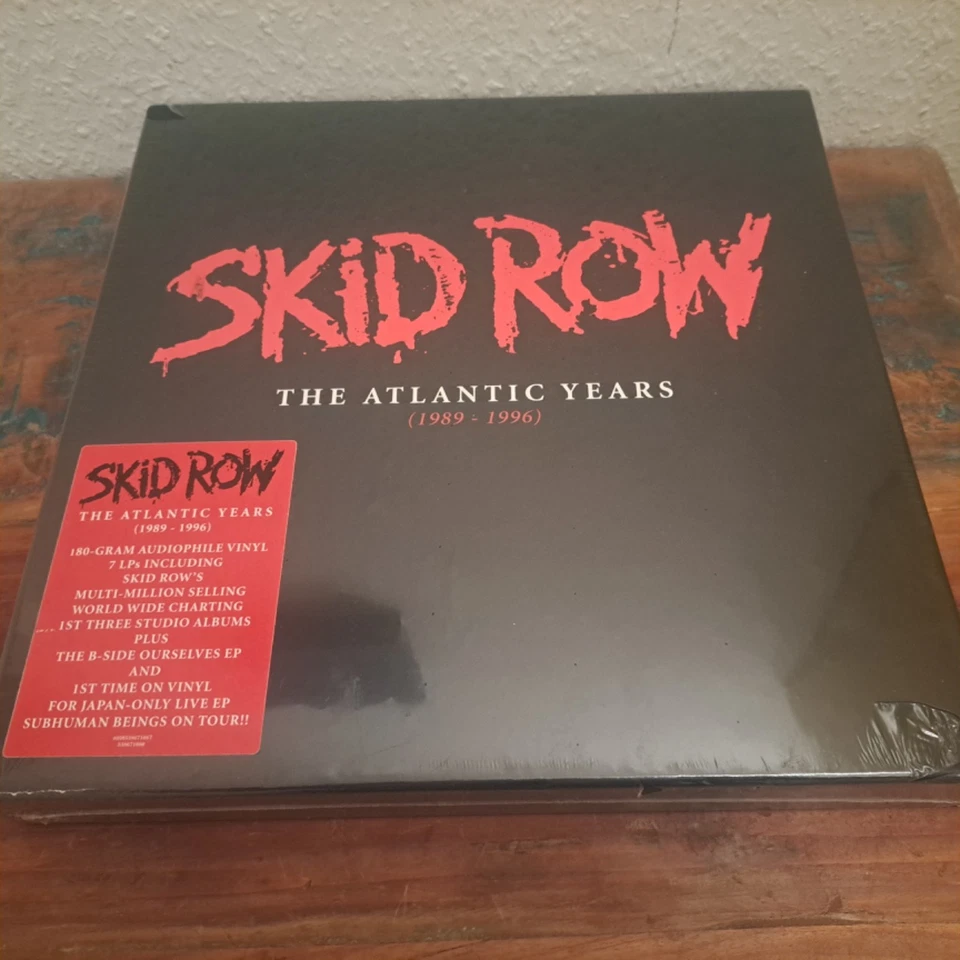 SKiD ROW
THE ATLANTIC YEARS
(1989 - 1996)
SKiD ROW
THE ATLANTIC YEARS
(1989 - 1996)
180-GRAM AUDIOPHILE VINYL
7 LPs INCLUDING
SKID ROW'S
MULTI-MILLION SELLING
WORLD WIDE CHARTING
1ST THREE STUDIO ALBUMS
PLUS
THE B-SIDE OURSELVES EP
AND
1ST TIME ON VINYL
FOR JAPAN-ONLY LIVE EP
SUBHUMAN BEINGS ON TOUR!!